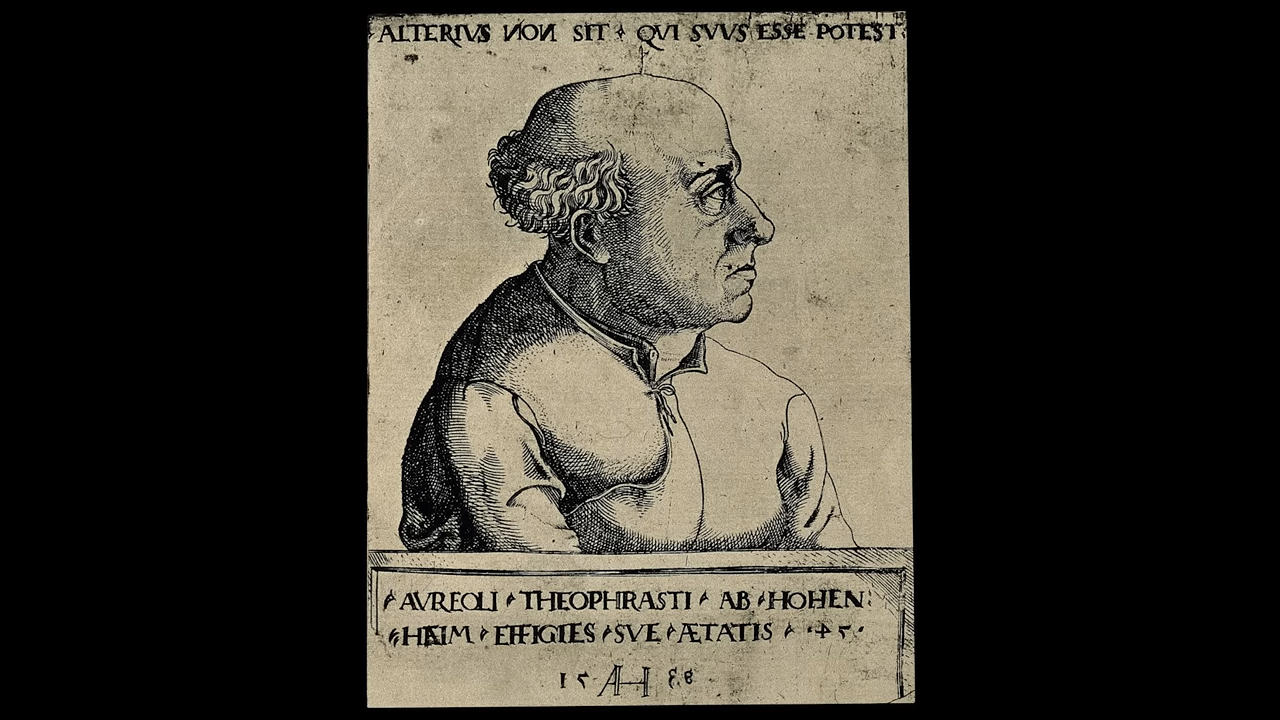 ALTERIVS NON SIT QVI SVVS ESSE POTEST
AVREOLI THEOPHRASTI AB HOHEN
HAIM EFFIGIES SVE ÆTATIS 45
15 AH 38